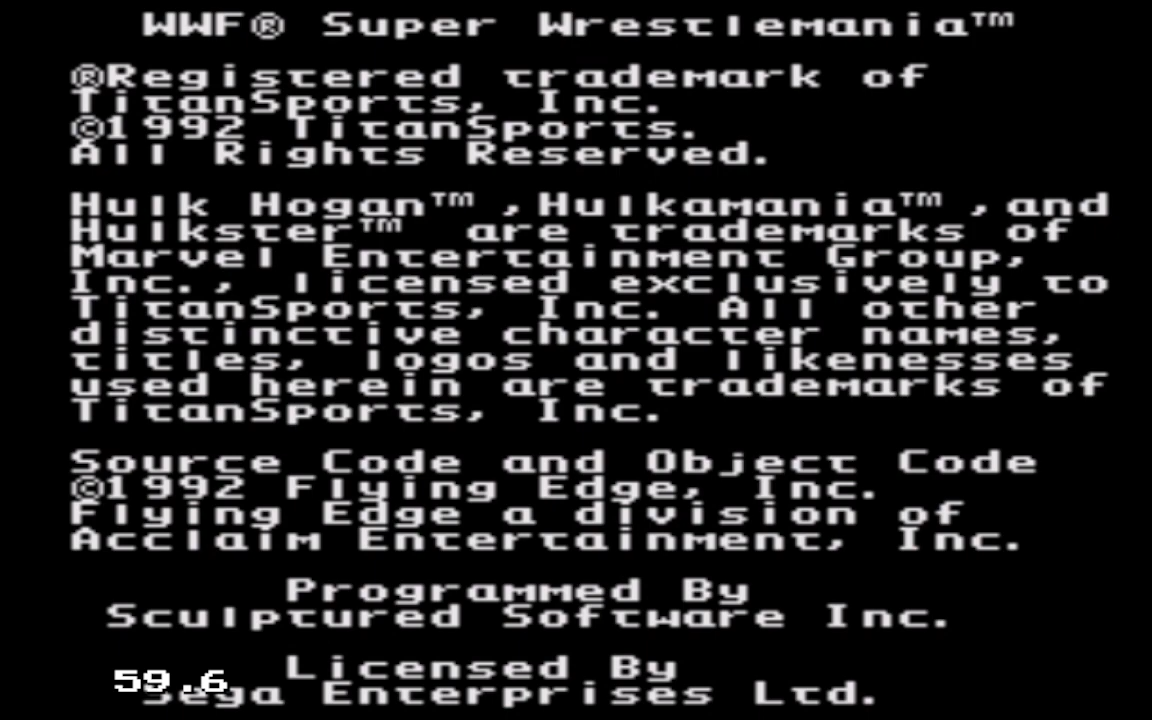 WWF® Super Wrestlemania™
®Registered trademark of
TitanSports, Inc.
©1992 TitanSports.
All Rights Reserved.
Hulk Hogan™ ,Hulkamania™ ,and
Hulkster™ are trademarks of
Marvel Entertainment Group,
Inc., licensed exclusively to
TitanSports, Inc. All other
distinctive character names,
titles, logos and likenesses
used herein are trademarks of
TitanSports, Inc.
Source Code and Object Code
©1992 Flying Edge, Inc.
Flying Edge a division of
Acclaim Entertainment, Inc.
Programmed By
Sculptured Software Inc.
Licensed By
59.6
Sega Enterprises Ltd.